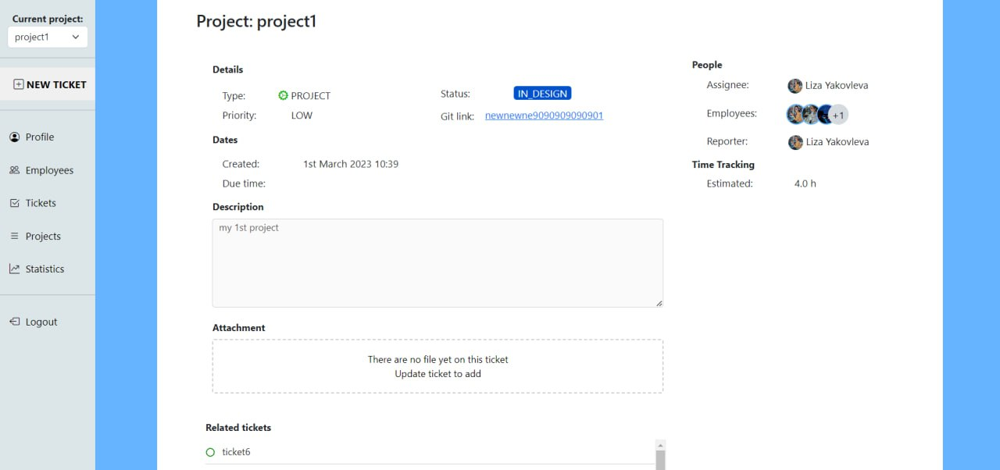 Current project:
project1
NEW TICKET
Profile
Employees
Tickets
Projects
Statistics
Logout
Project: project1
Details
Type: PROJECT
Priority: LOW
Status: IN_DESIGN
Git link: newnewne9090909090901
Dates
Created: 1st March 2023 10:39
Due time:
Description
my 1st project
Attachment
There are no file yet on this ticket
Update ticket to add
Related tickets
ticket6
People
Assignee: Liza Yakovleva
Employees: +1
Reporter: Liza Yakovleva
Time Tracking
Estimated: 4.0 h